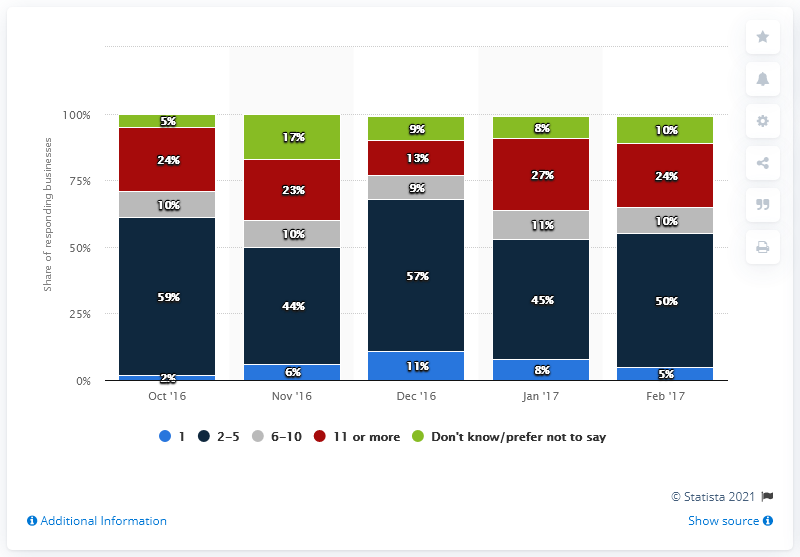 Share of responding businesses
100%
75%
50%
25%
0%
5% 17% 9% 8% 10%
24% 23% 13% 27% 24%
10% 10% 9% 11% 10%
59% 44% 57% 45% 50%
2% 6% 11% 8% 5%
Oct '16 Nov '16 Dec '16 Jan '17 Feb '17
1 2-5 6-10 11 or more Don't know/prefer not to say
© Statista 2021
Additional Information Show source